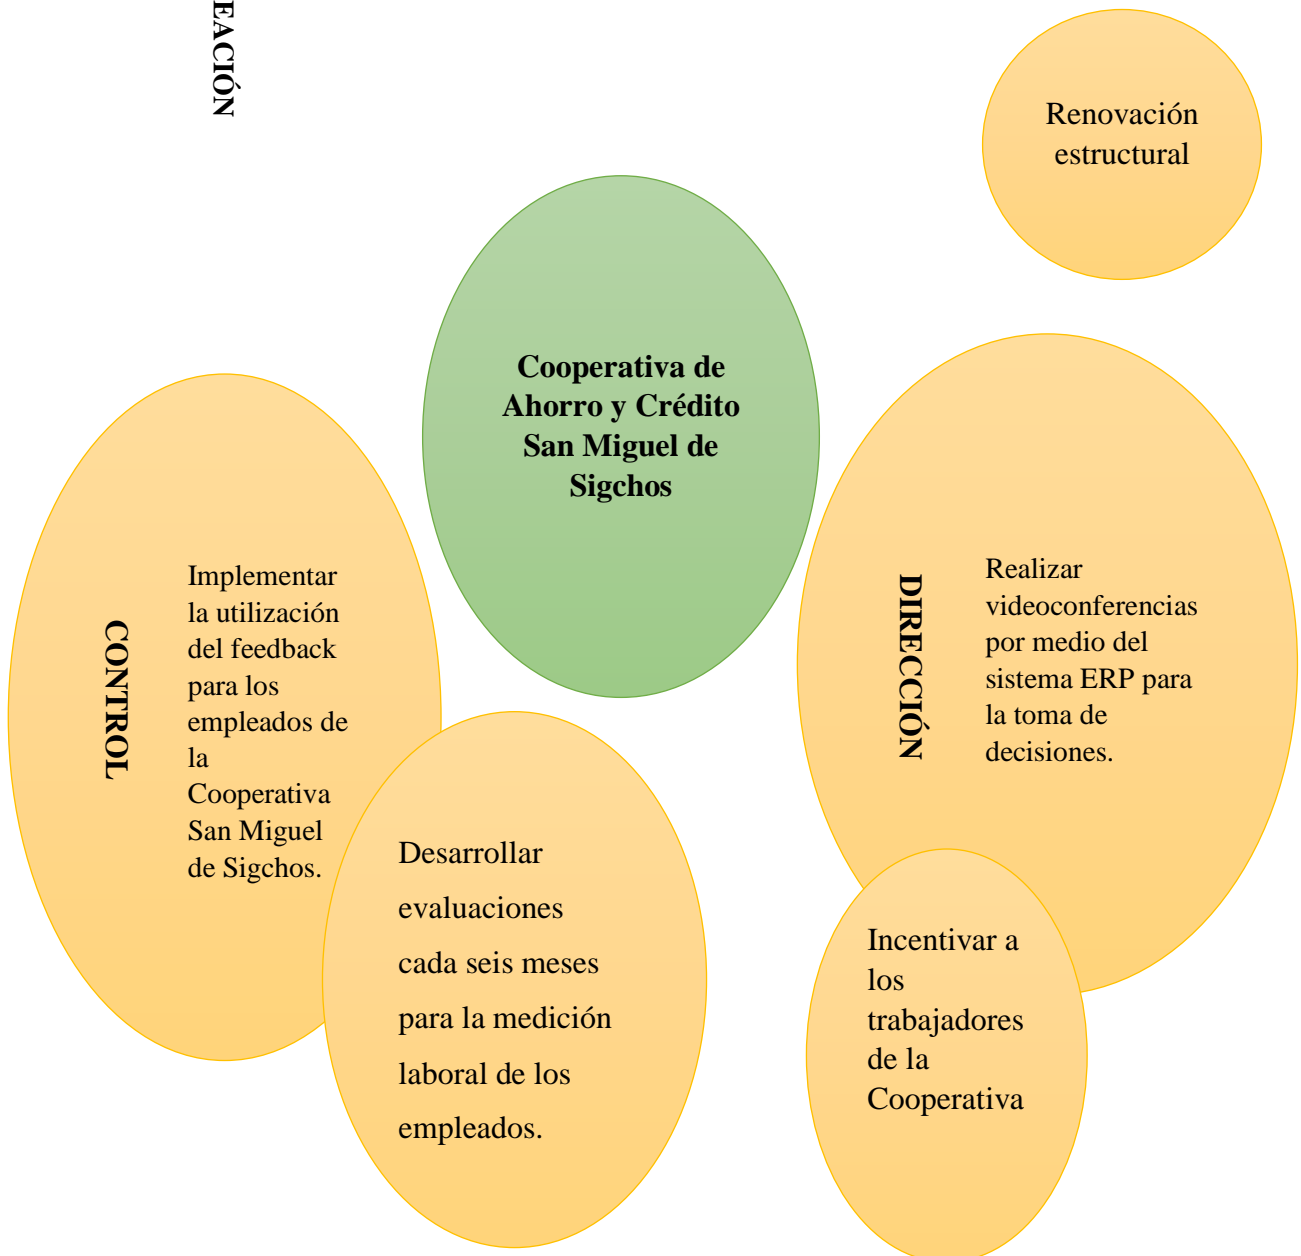 EACIÓN
Renovación
estructural
Cooperativa de
Ahorro y Crédito
San Miguel de
Sigchos
CONTROL
Implementar
la utilización
del feedback
para los
empleados de
la
Cooperativa
San Miguel
de Sigchos.
DIRECCIÓN
Realizar
videoconferencias
por medio del
sistema ERP para
la toma de
decisiones.
Desarrollar
evaluaciones
cada seis meses
para la medición
laboral de los
empleados.
Incentivar a
los
trabajadores
de la
Cooperativa